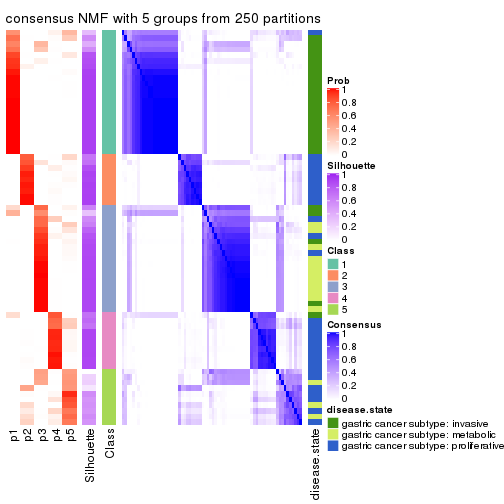 consensus NMF with 5 groups from 250 partitions
Prob
1
0.8
0.6
0.4
0.2
0
Silhouette
1
0.8
0.6
0.4
0.2
0
Class
1
2
3
4
5
Consensus
1
0.8
0.6
0.4
0.2
0
disease.state
gastric cancer subtype: invasive
gastric cancer subtype: metabolic
gastric cancer subtype: proliferative
p1
p2
p3
p4
p5
Silhouette
Class
disease.state